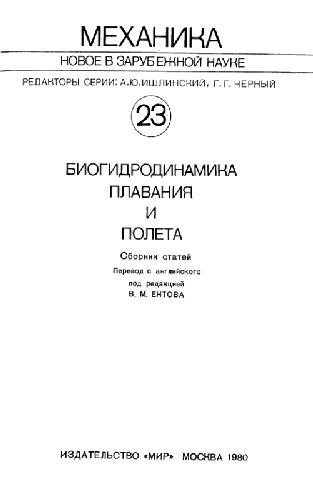 МЕХАНИКА
НОВОЕ В ЗАРУБЕЖНОЙ НАУКЕ
РЕДАКТОРЫ СЕРИИ: А.Ю.ИШЛИНСКИЙ, Г. Г. ЧЕРНЫЙ
23
БИОГИДРОДИНАМИКА
ПЛАВАНИЯ
И
ПОЛЕТА
Сборник статей
Перевод с английского
под редакцией
В. М. ЕНТОВА
ИЗДАТЕЛЬСТВО «МИР» МОСКВА 1980